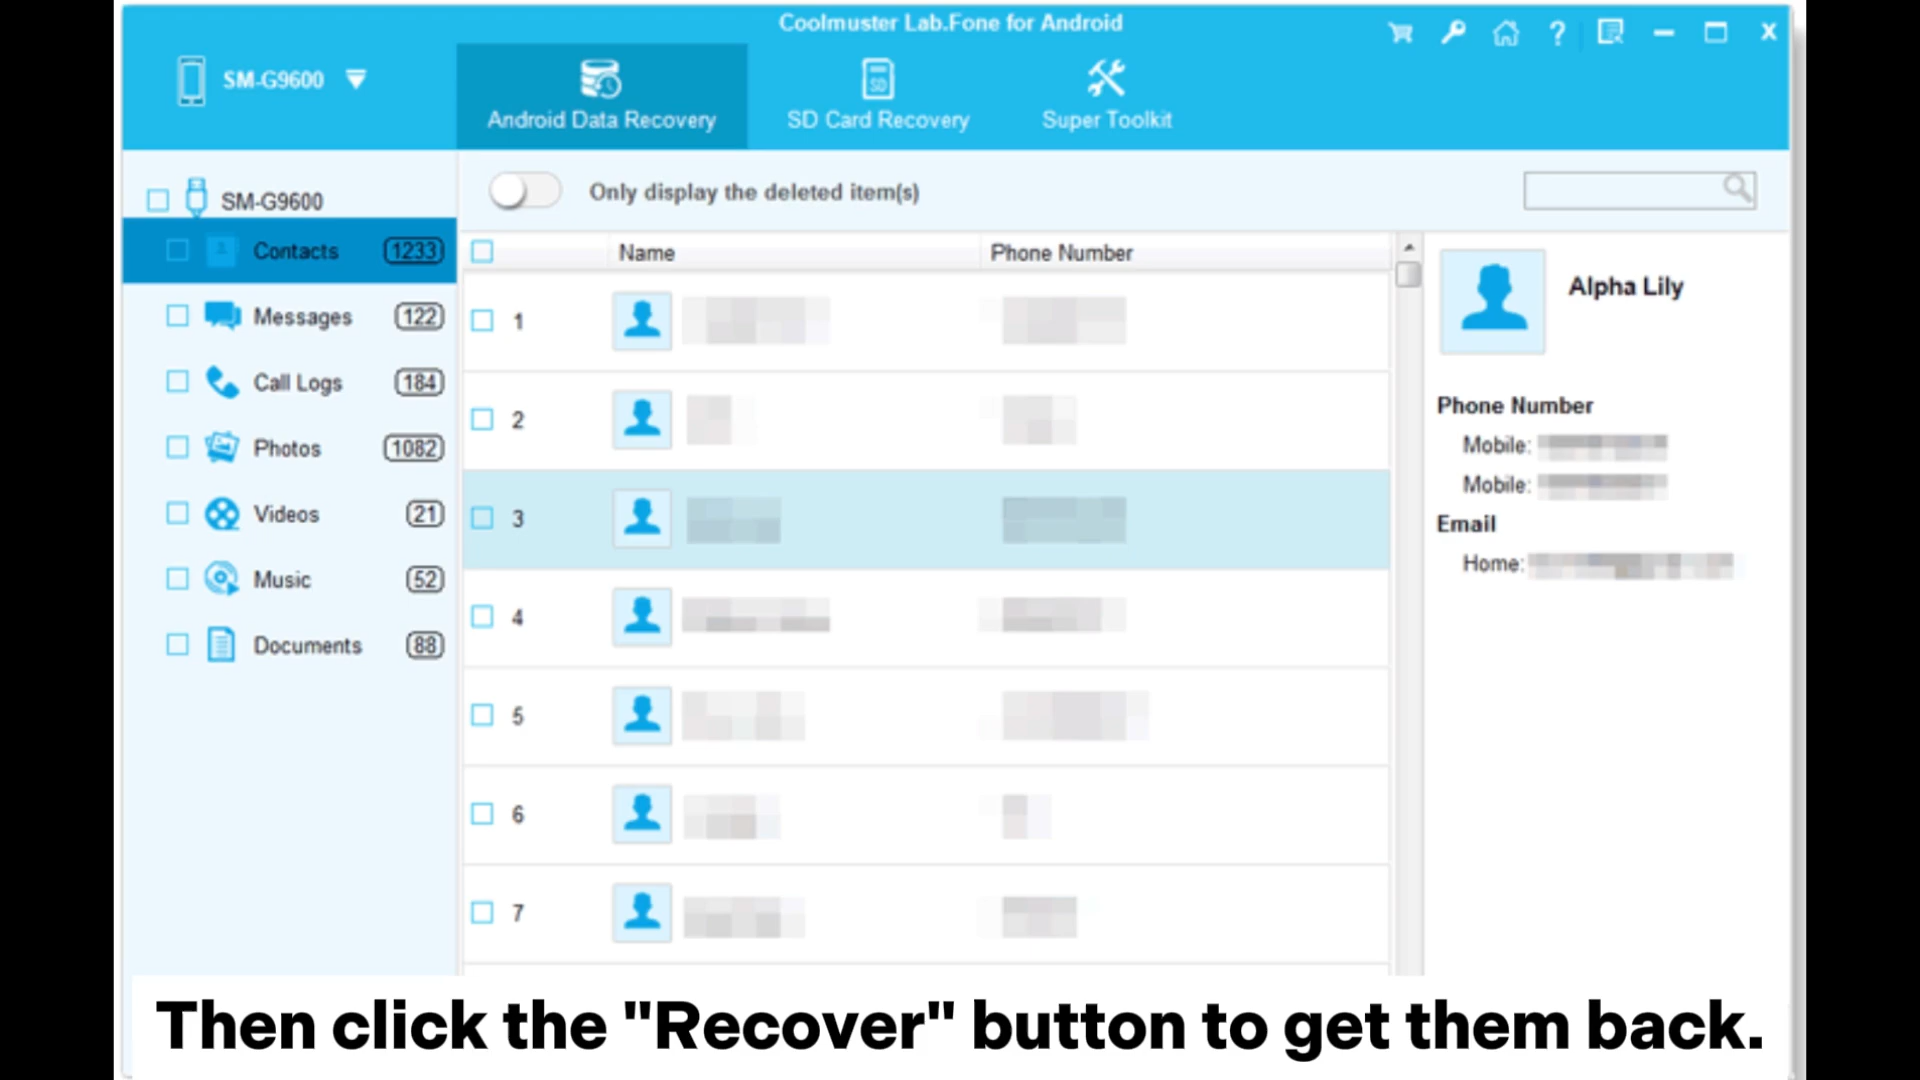 Coolmuster Lab.Fone for Android
SM-G9600
Android Data Recovery
SD
SD Card Recovery
Super Toolkit
?
X
SM-G9600
Only display the deleted item(s)
Contacts 1233
Messages 122
Call Logs 184
Photos 1082
Videos 21
Music 52
Documents 88
Name Phone Number
1
2
3
4
5
6
7
Alpha Lily
Phone Number
Mobile:
Mobile:
Email
Home:
Then click the "Recover" button to get them back.